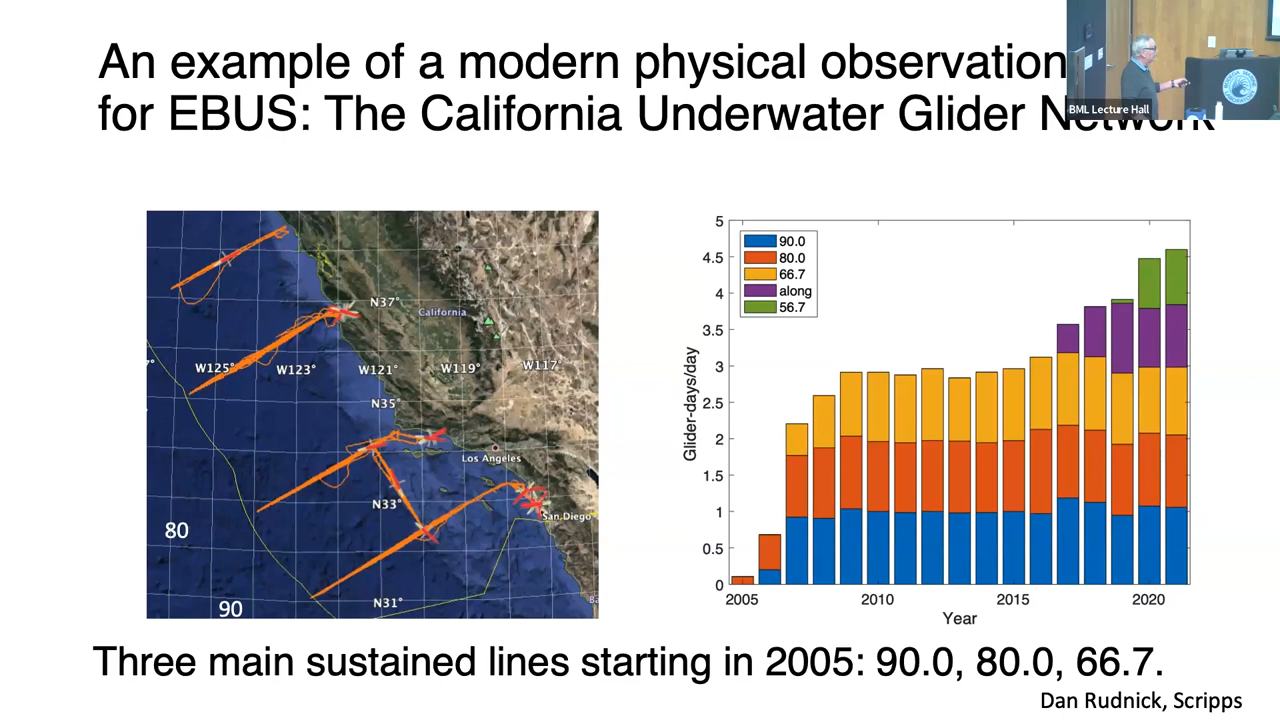 An example of a modern physical observation
for EBUS: The California Underwater Glider Network
BML Lecture Hall
N37°
California
W125°
W123°
W121°
W119°
W117°
N35°
Los Angeles
N33°
San Diego
80
N31°
90
5
4.5
4
3.5
3
2.5
2
1.5
1
0.5
0
Glider-days/day
90.0
80.0
66.7
along
56.7
2005
2010
2015
2020
Year
Three main sustained lines starting in 2005: 90.0, 80.0, 66.7.
Dan Rudnick, Scripps